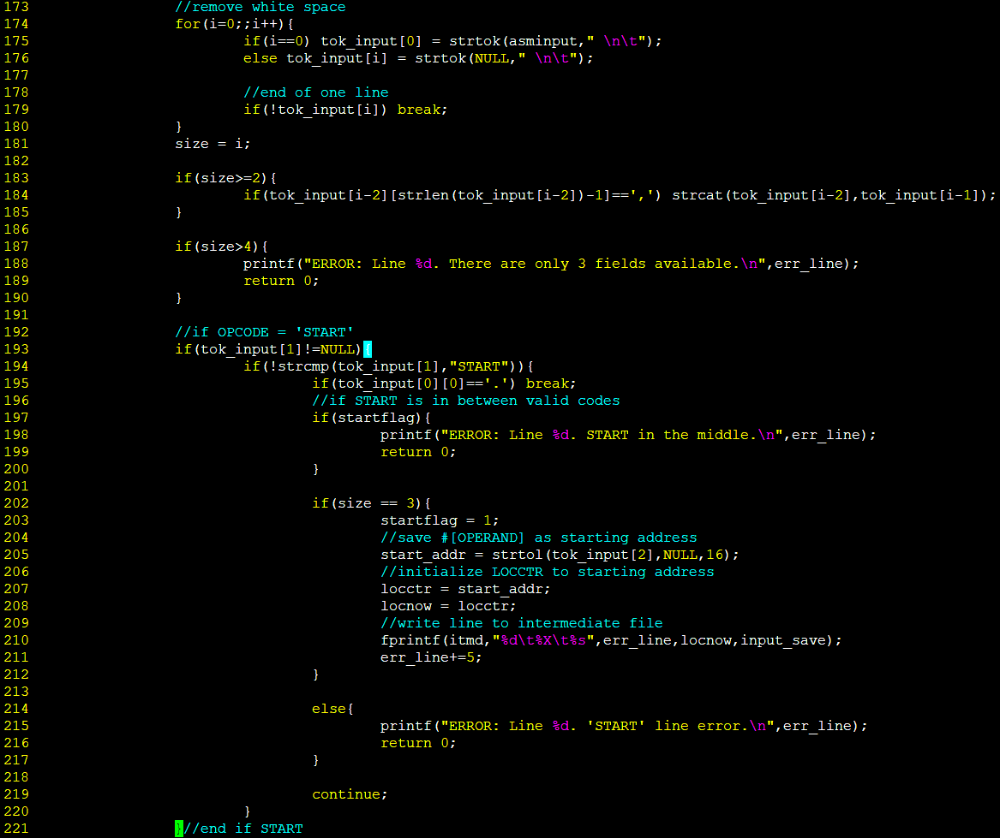 173                 //remove white space
174                 for(i=0;;i++){
175                         if(i==0) tok_input[0] = strtok(asminput," \n\t");
176                         else tok_input[i] = strtok(NULL," \n\t");
177
178                         //end of one line
179                         if(!tok_input[i]) break;
180                 }
181                 size = i;
182
183                 if(size>=2){
184                         if(tok_input[i-2][strlen(tok_input[i-2])-1]==',') strcat(tok_input[i-2],tok_input[i-1]);
185                 }
186
187                 if(size>4){
188                         printf("ERROR: Line %d. There are only 3 fields available.\n",err_line);
189                         return 0;
190                 }
191
192                 //if OPCODE = 'START'
193                 if(tok_input[1]!=NULL){
194                         if(!strcmp(tok_input[1],"START")){
195                                 if(tok_input[0][0]=='.') break;
196                                 //if START is in between valid codes
197                                 if(startflag){
198                                         printf("ERROR: Line %d. START in the middle.\n",err_line);
199                                         return 0;
200                                 }
201
202                                 if(size == 3){
203                                         startflag = 1;
204                                         //save #[OPERAND] as starting address
205                                         start_addr = strtol(tok_input[2],NULL,16);
206                                         //initialize LOCCTR to starting address
207                                         locctr = start_addr;
208                                         locnow = locctr;
209                                         //write line to intermediate file
210                                         fprintf(itmd,"%d\t%X\t%s",err_line,locnow,input_save);
211                                         err_line+=5;
212                                 }
213
214                                 else{
215                                         printf("ERROR: Line %d. 'START' line error.\n",err_line);
216                                         return 0;
217                                 }
218
219                                 continue;
220                         }
221                 }//end if START